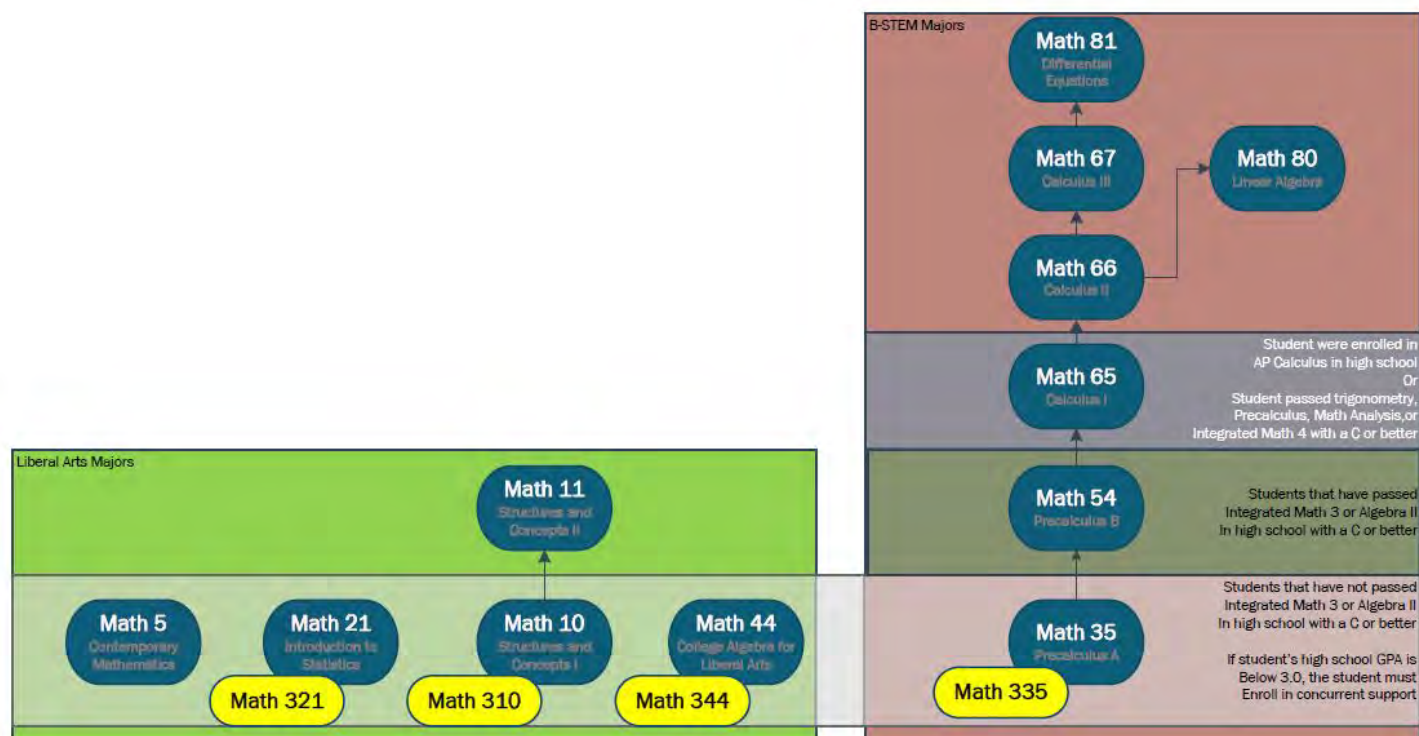 B-STEM Majors
Math 81
Differential
Equations
Math 67
Calculus III
Math 80
Linear Algebra
Math 66
Calculus II
Student were enrolled in
AP Calculus in high school
Or
Student passed trigonometry,
Precalculus, Math Analysis,or
Integrated Math 4 with a C or better
Math 65
Calculus I
Liberal Arts Majors
Math 11
Structures and
Concepts II
Math 54
Precalculus B
Students that have passed
Integrated Math 3 or Algebra II
In high school with a C or better
Math 5
Contemporary
Mathematics
Math 21
Introduction to
Statistics
Math 321
Math 10
Structures and
Concepts I
Math 310
Math 44
College Algebra for
Liberal Arts
Math 344
Math 35
Precalculus A
Math 335
Students that have not passed
Integrated Math 3 or Algebra II
In high school with a C or better
If student's high school GPA is
Below 3.0, the student must
Enroll in concurrent support